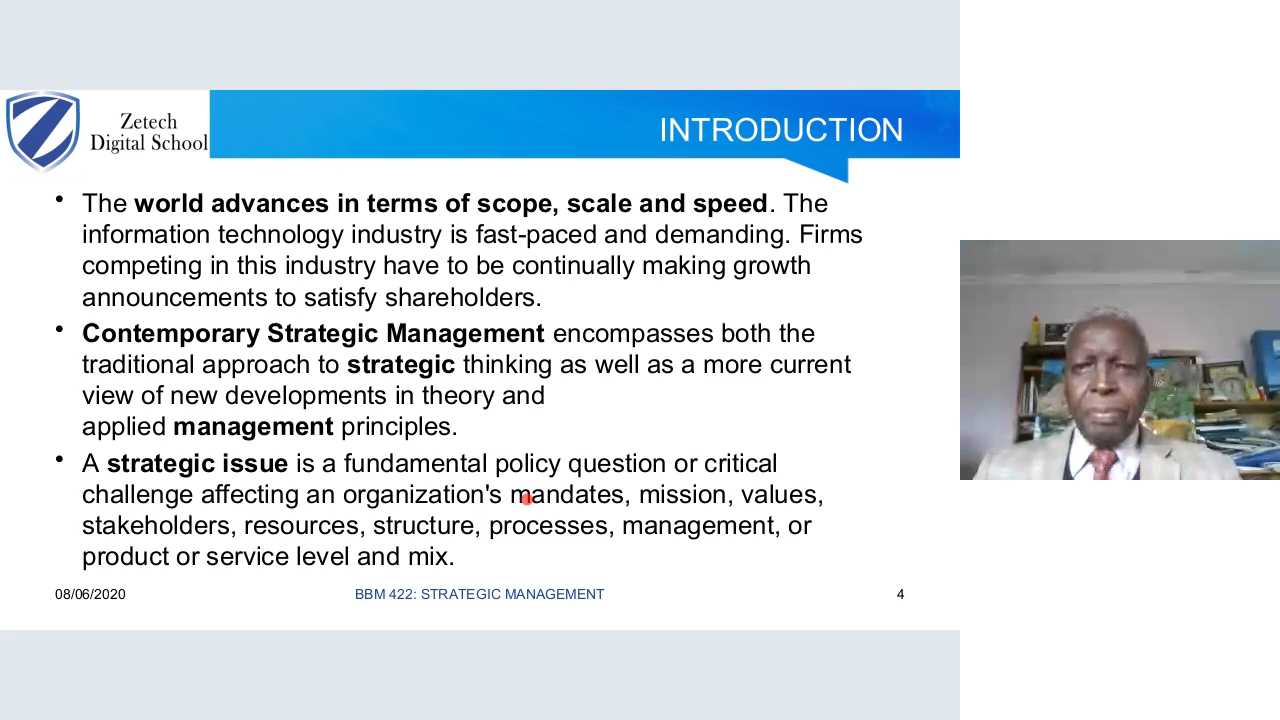 Zetech
Digital School
INTRODUCTION
• The world advances in terms of scope, scale and speed. The
information technology industry is fast-paced and demanding. Firms
competing in this industry have to be continually making growth
announcements to satisfy shareholders.
• Contemporary Strategic Management encompasses both the
traditional approach to strategic thinking as well as a more current
view of new developments in theory and
applied management principles.
• A strategic issue is a fundamental policy question or critical
challenge affecting an organization's mandates, mission, values,
stakeholders, resources, structure, processes, management, or
product or service level and mix.
08/06/2020
BBM 422: STRATEGIC MANAGEMENT
4